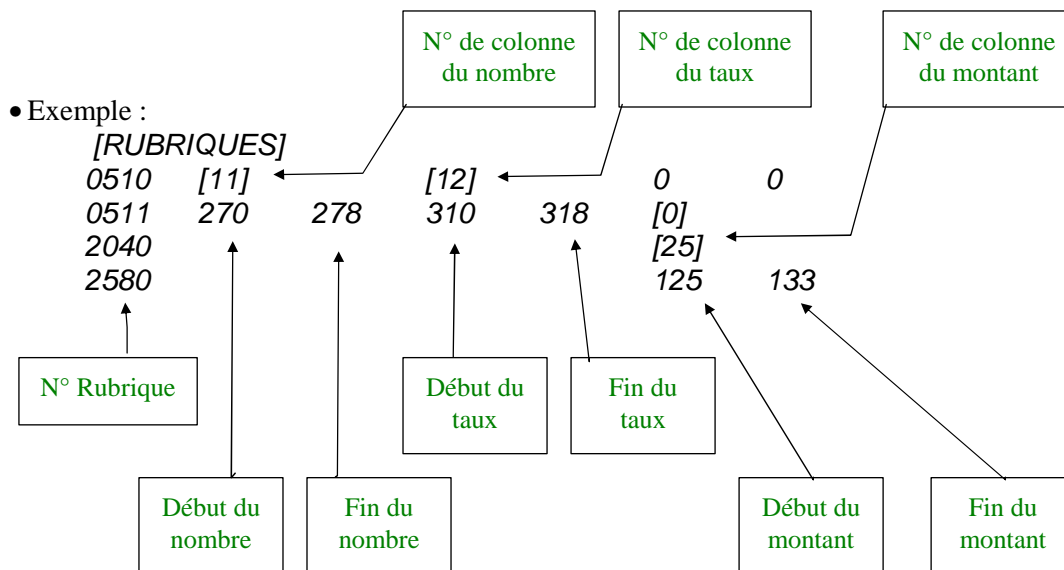 N° de colonne
du nombre
N° de colonne
du taux
N° de colonne
du montant
• Exemple :
[RUBRIQUES]
0510 [11] [12] 0 0
0511 270 278 310 318 [0]
2040 [25]
2580 125 133
N° Rubrique
Début du
taux
Fin du
taux
Début du
nombre
Fin du
nombre
Début du
montant
Fin du
montant